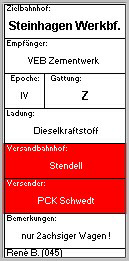 Zielbahnhof:
Steinhagen Werkbf.
Empfänger:
VEB Zementwerk
Epoche: Gattung:
IV Z
Ladung:
Dieselkraftstoff
Versandbahnhof:
Stendell
Versender:
PCK Schwedt
Bemerkungen:
nur 2achsiger Wagen !
René B. (045)